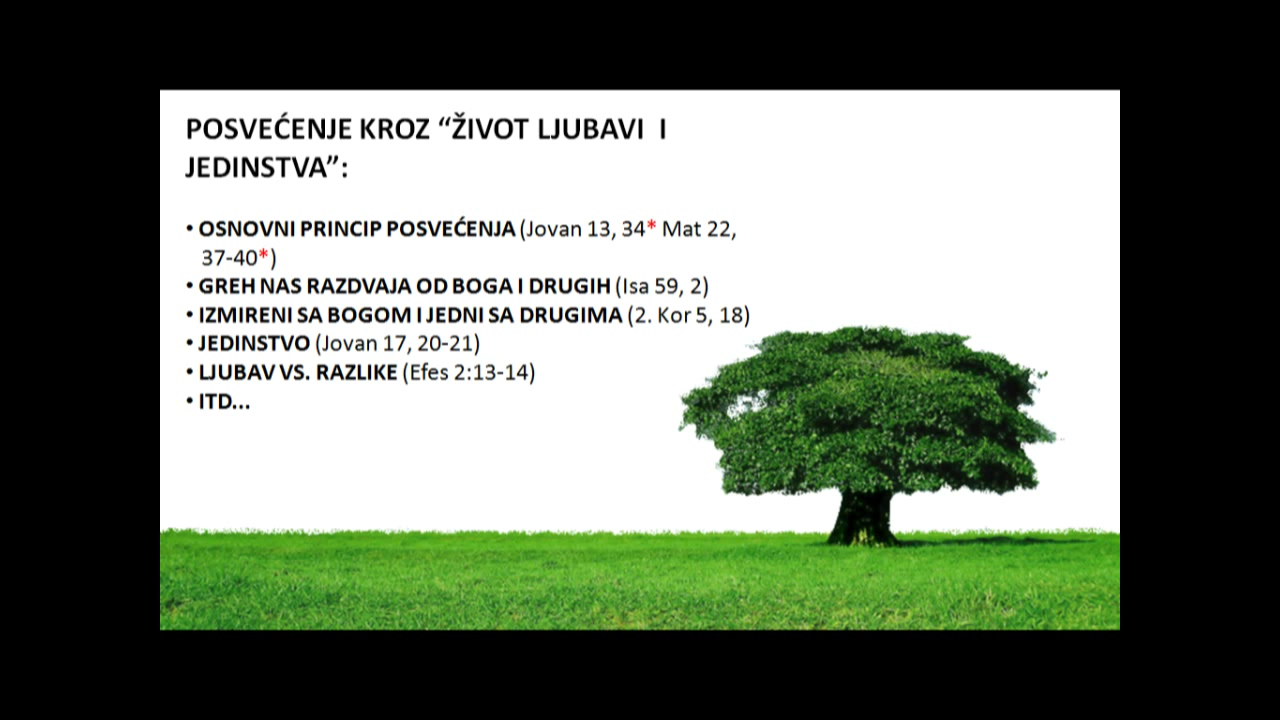 POSVEĆENJE KROZ “ŽIVOT LJUBAVI I
JEDINSTVA”:
• OSNOVNI PRINCIP POSVEĆENJA (Jovan 13, 34* Mat 22,
37-40*)
• GREH NAS RAZDVAJA OD BOGA I DRUGIH (Isa 59, 2)
• IZMIRENI SA BOGOM I JEDNI SA DRUGIMA (2. Kor 5, 18)
• JEDINSTVO (Jovan 17, 20-21)
• LJUBAV VS. RAZLIKE (Efes 2:13-14)
• ITD...